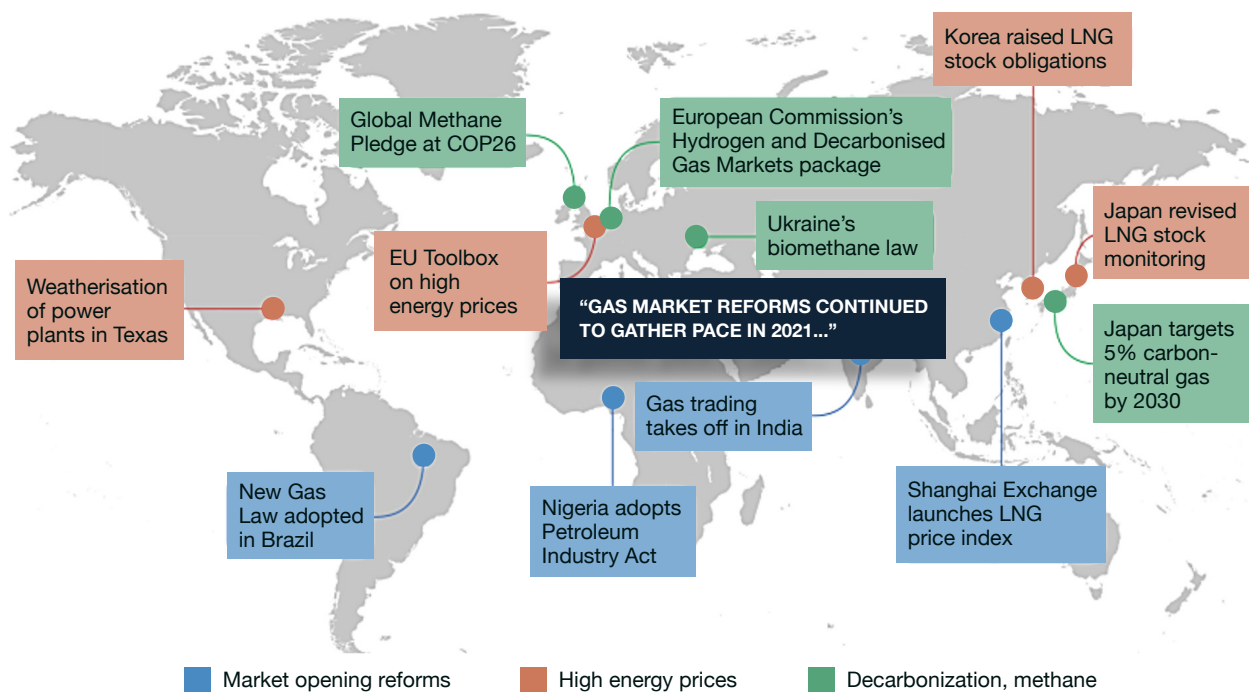 Korea raised LNG
stock obligations
Global Methane
Pledge at COP26
European Commission’s
Hydrogen and Decarbonised
Gas Markets package
Ukraine’s
biomethane law
Japan revised
LNG stock
monitoring
EU Toolbox
on high
energy prices
Weatherisation
of power
plants in Texas
“GAS MARKET REFORMS CONTINUED
TO GATHER PACE IN 2021...”
Japan targets
5% carbon-
neutral gas
by 2030
Gas trading
takes off in India
New Gas
Law adopted
in Brazil
Nigeria adopts
Petroleum
Industry Act
Shanghai Exchange
launches LNG
price index
Market opening reforms
High energy prices
Decarbonization, methane